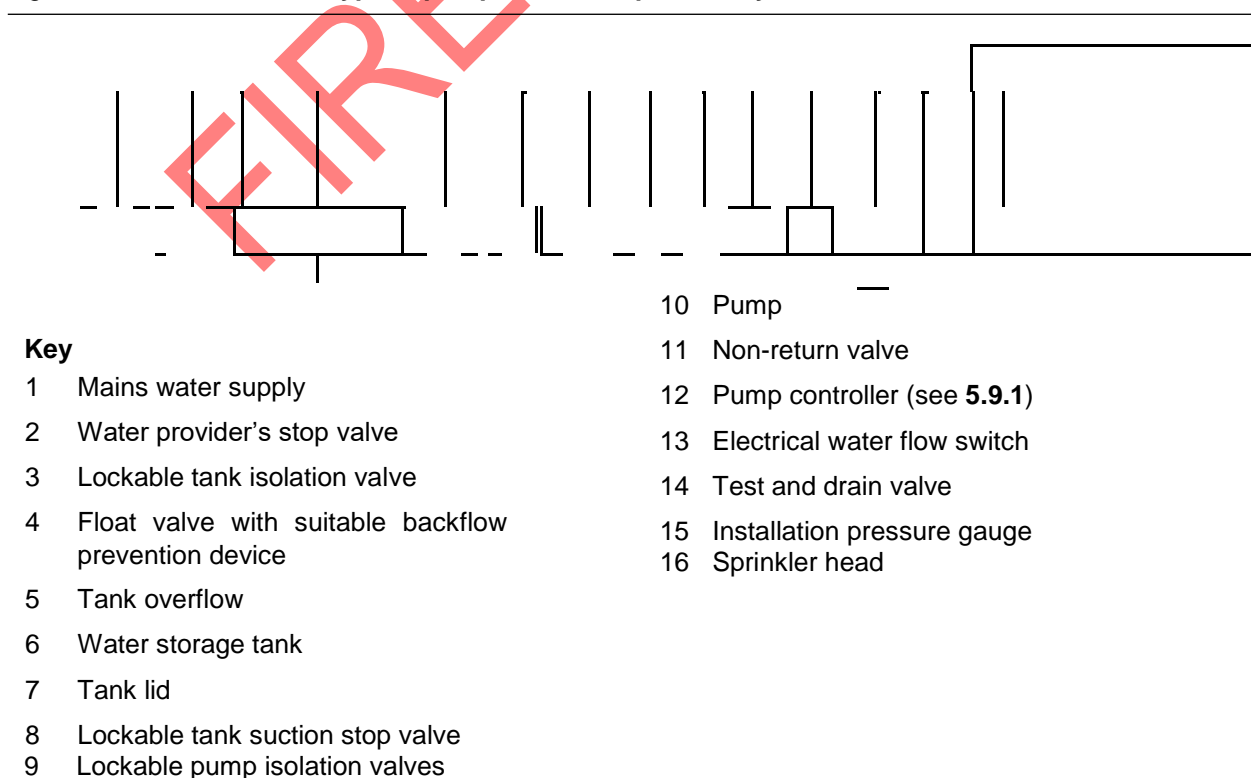 FIRE
Key
1 Mains water supply
2 Water provider's stop valve
3 Lockable tank isolation valve
4 Float valve with suitable backflow
prevention device
5 Tank overflow
6 Water storage tank
7 Tank lid
8 Lockable tank suction stop valve
9 Lockable pump isolation valves
10 Pump
11 Non-return valve
12 Pump controller (see 5.9.1)
13 Electrical water flow switch
14 Test and drain valve
15 Installation pressure gauge
16 Sprinkler head